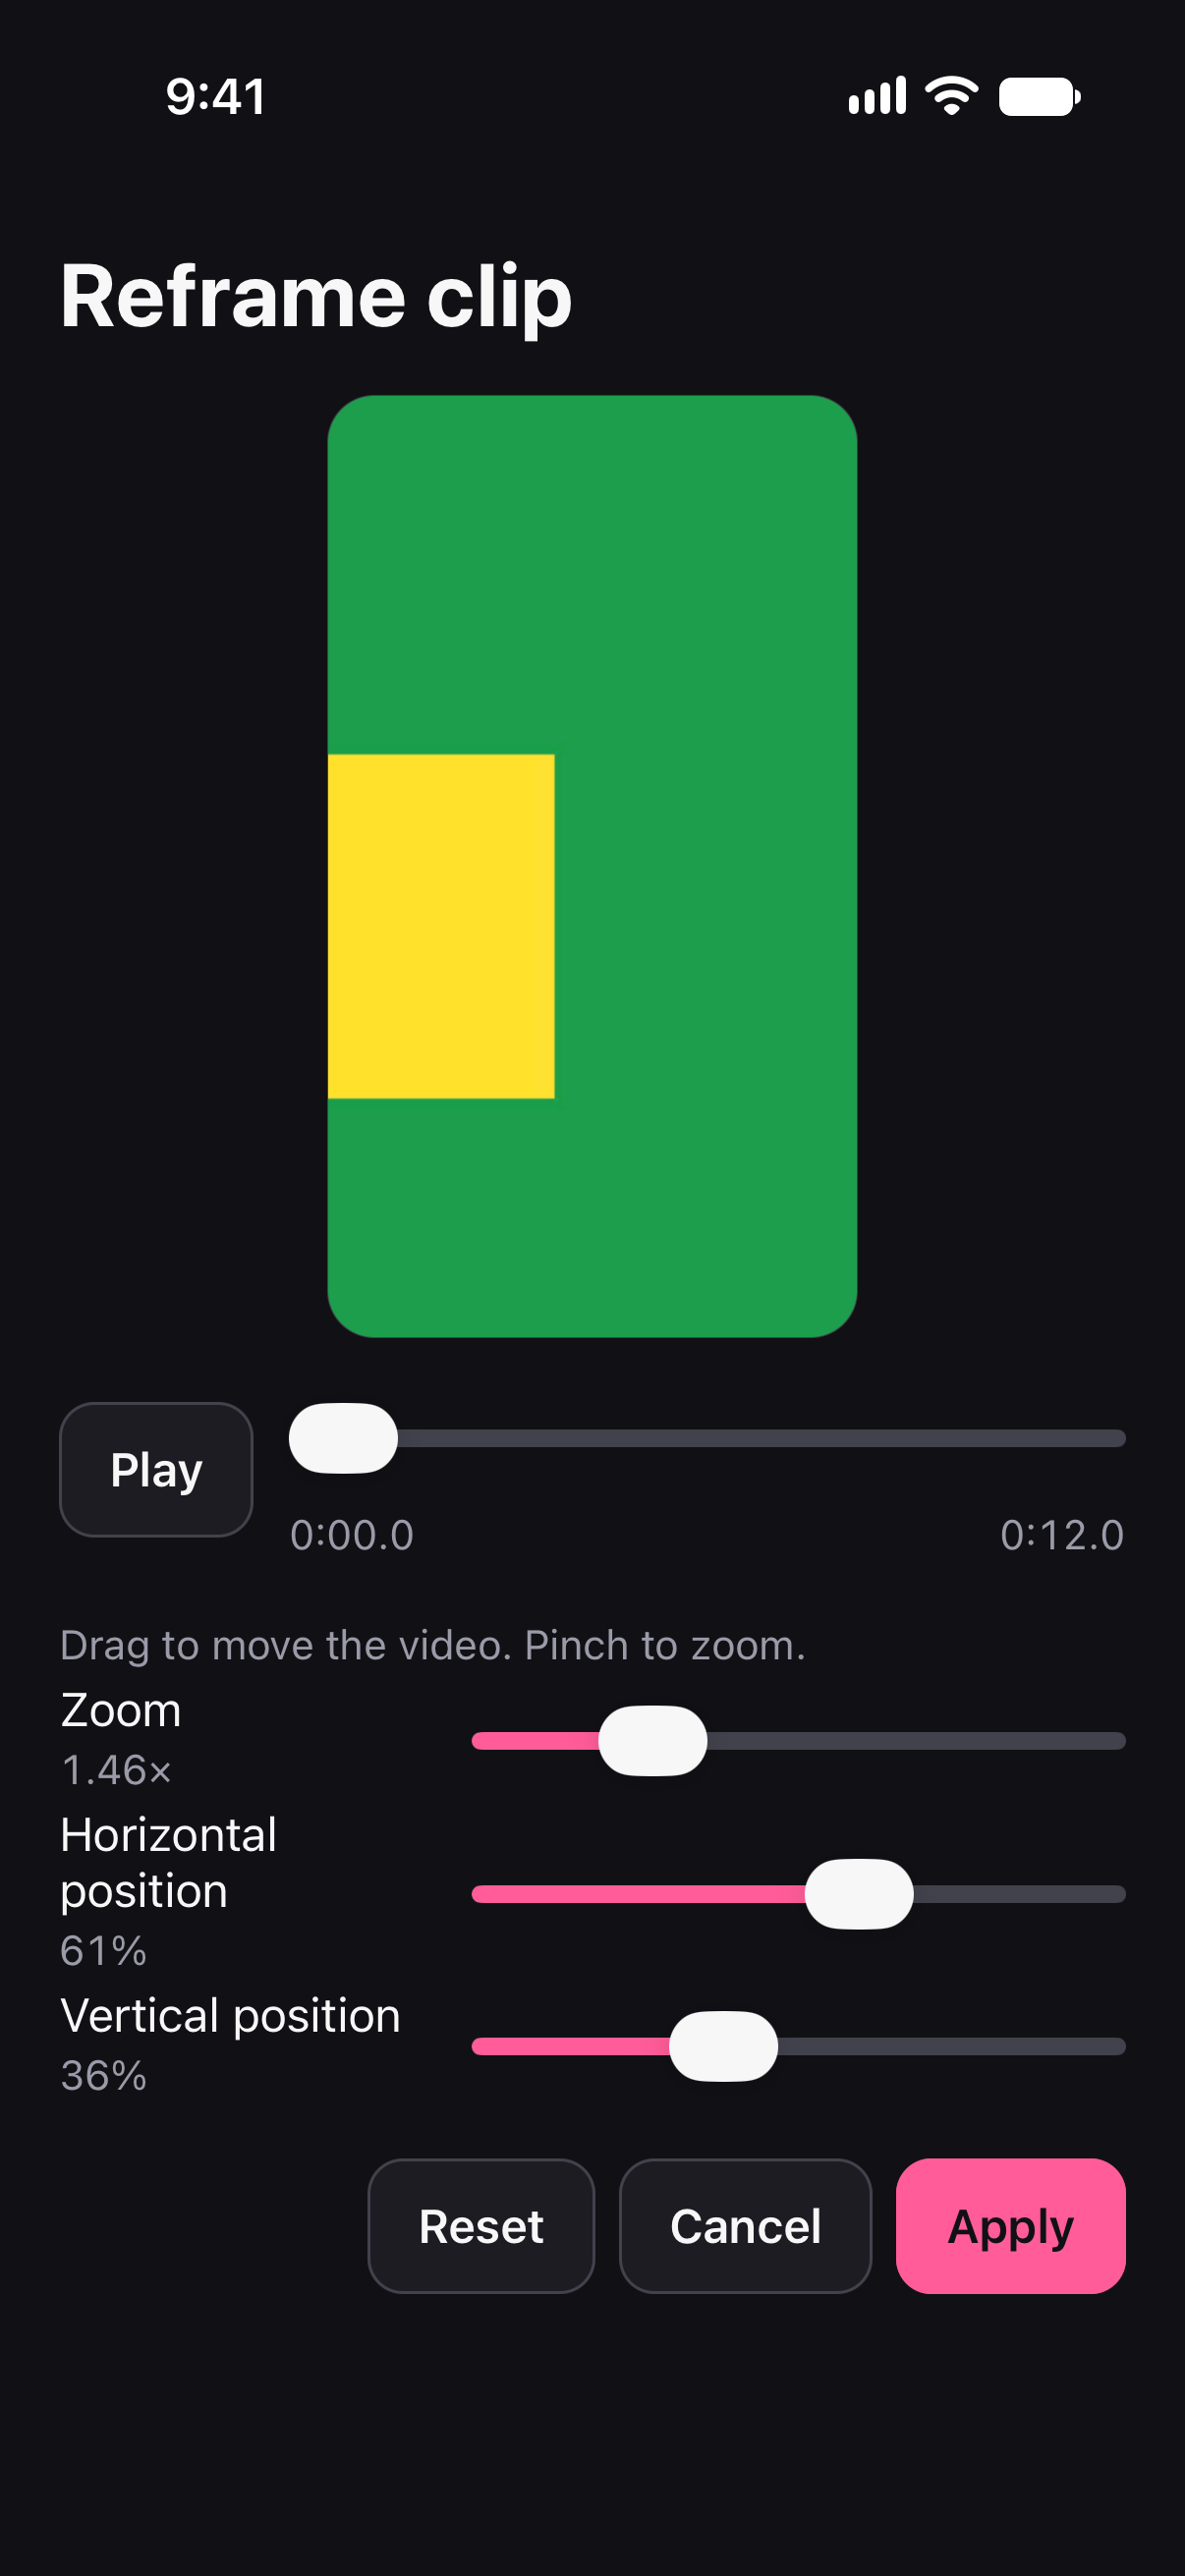 9:41
Reframe clip
Play
0:00.0
0:12.0
Drag to move the video. Pinch to zoom.
Zoom
1.46×
Horizontal
position
61%
Vertical position
36%
Reset
Cancel
Apply